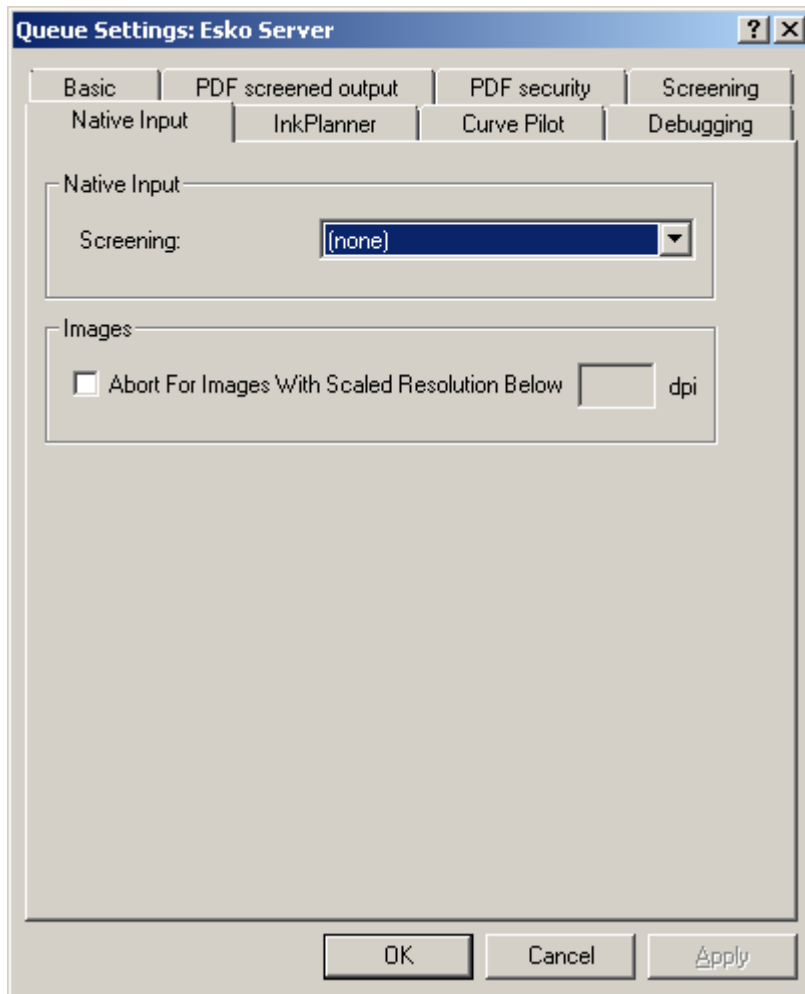 Queue Settings: Esko Server
Basic PDF screened output PDF security Screening
Native Input InkPlanner Curve Pilot Debugging
Native Input
Screening: (none)
Images
Abort For Images With Scaled Resolution Below dpi
OK Cancel Apply